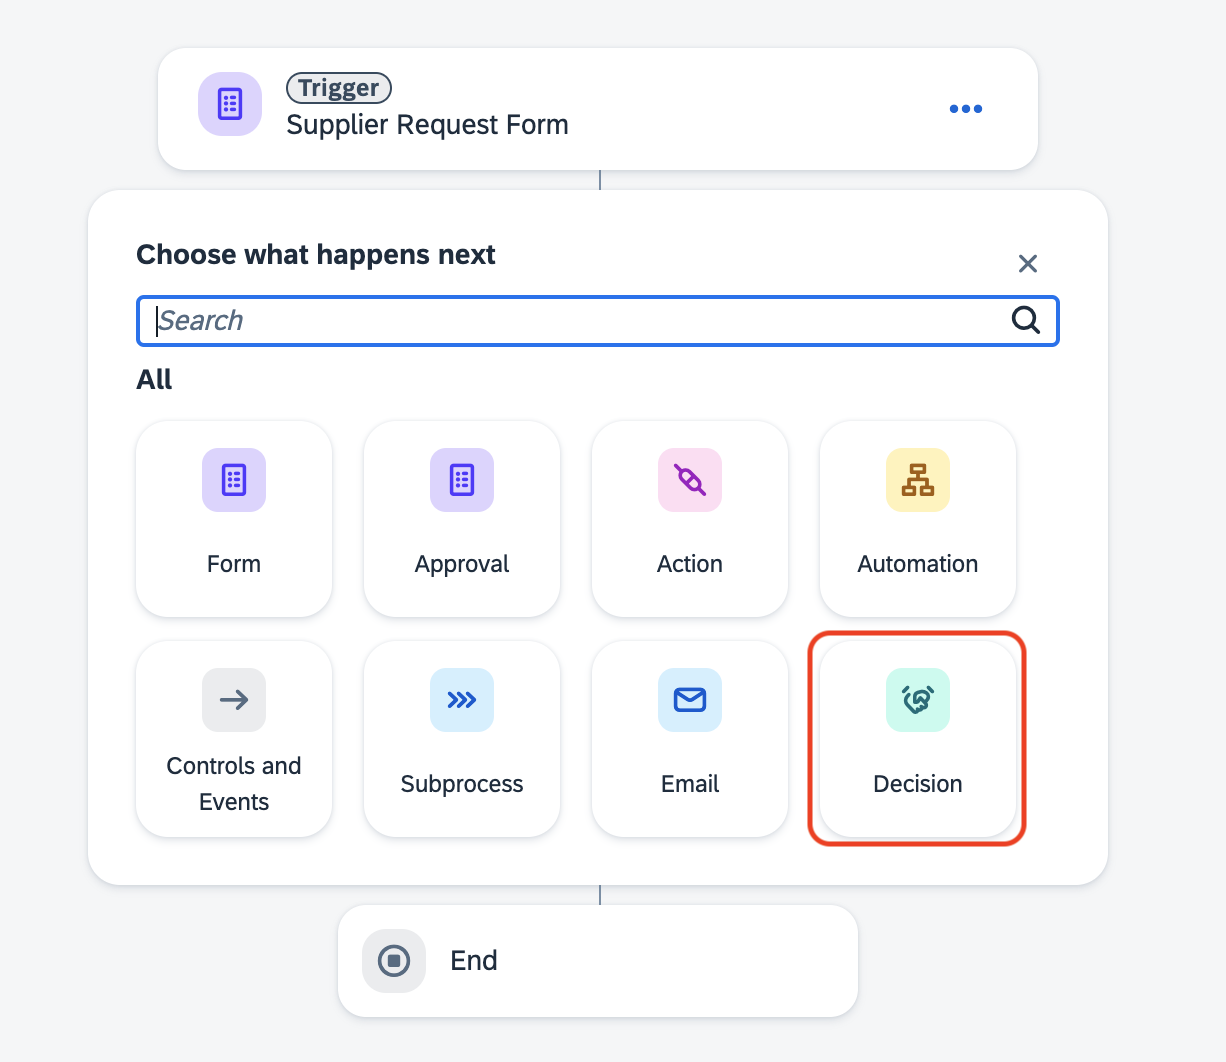 Trigger
Supplier Request Form
Choose what happens next
Search
All
Form
Approval
Action
Automation
Controls and
Events
Subprocess
Email
Decision
End